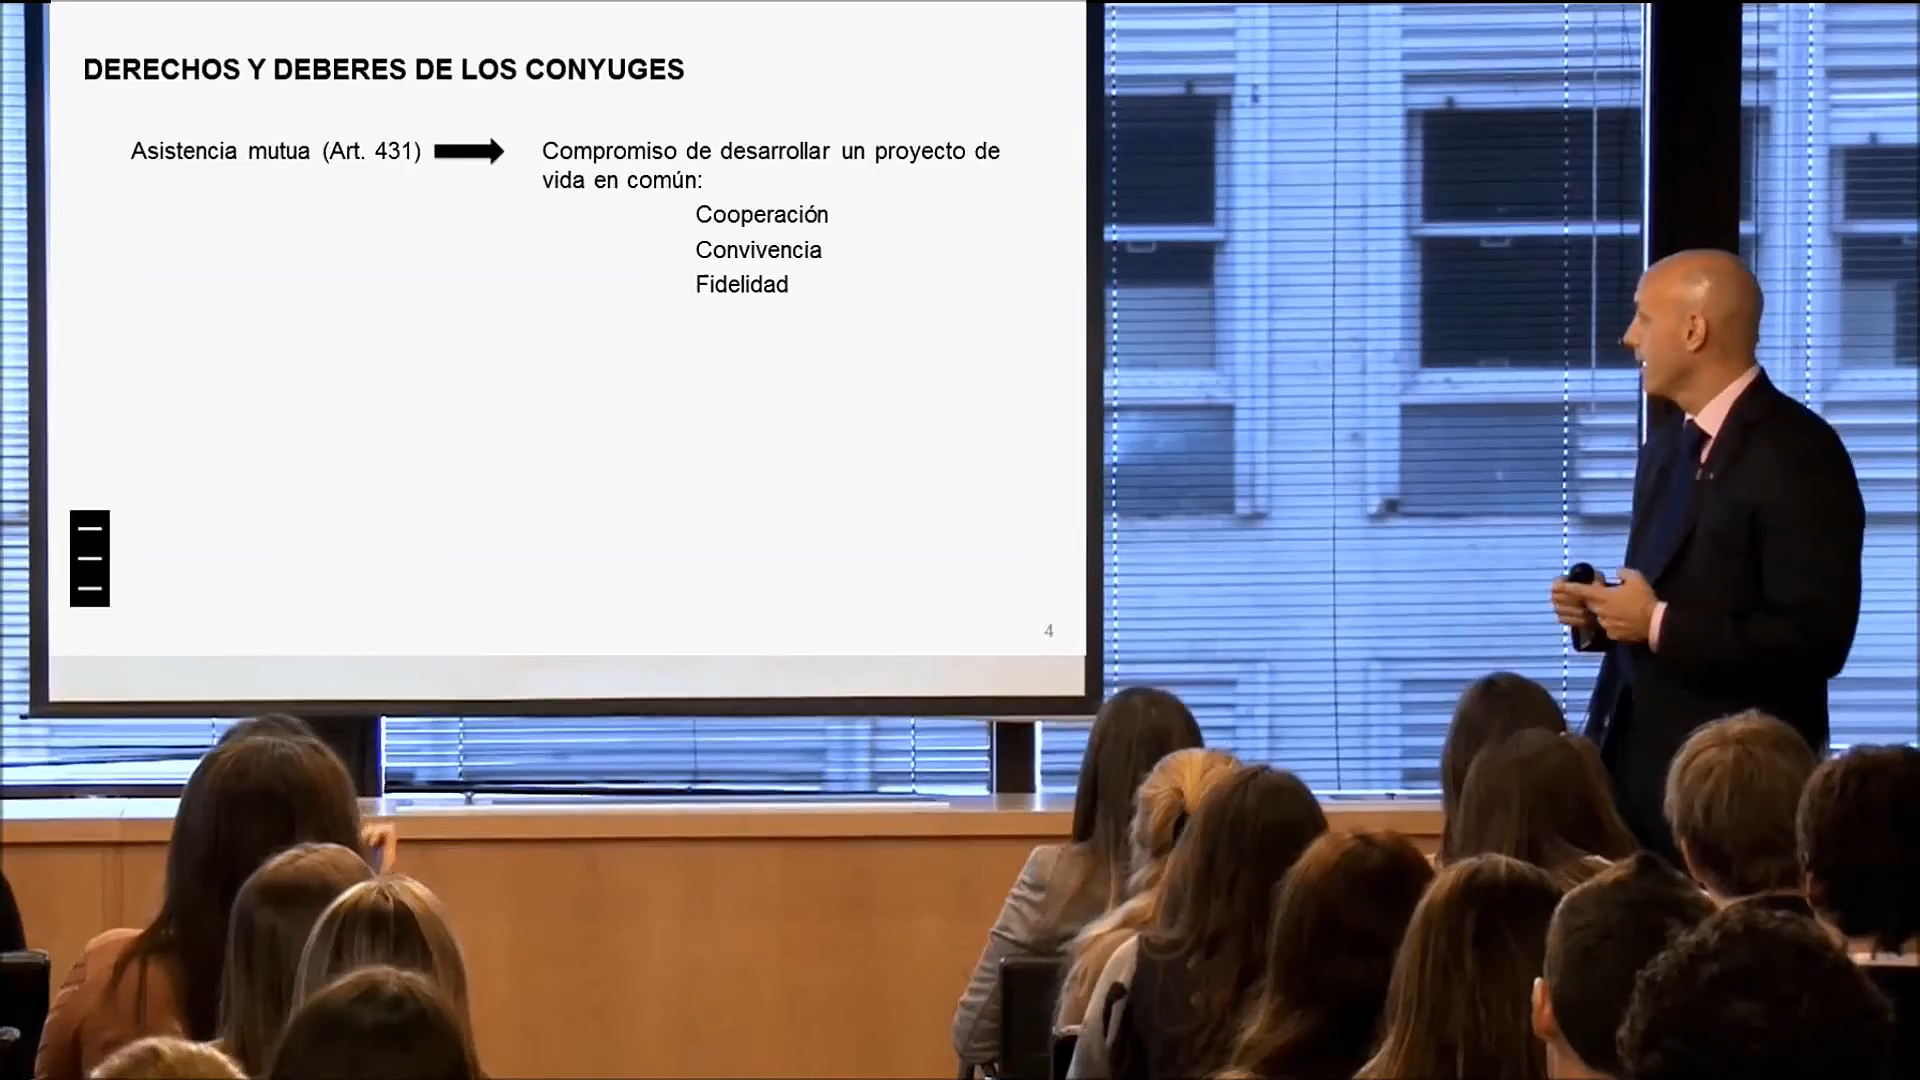 DERECHOS Y DEBERES DE LOS CONYUGES
Asistencia mutua (Art. 431)
Compromiso de desarrollar un proyecto de
vida en común:
Cooperación
Convivencia
Fidelidad
4